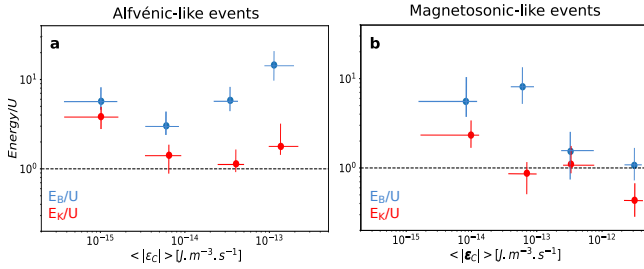 Alfvénic-like events
Magnetosonic-like events
a
b
Energy/U
10¹
10⁰
10¹
10⁰
E_B/U
E_K/U
E_B/U
E_K/U
10⁻¹⁵ 10⁻¹⁴ 10⁻¹³
10⁻¹⁵ 10⁻¹⁴ 10⁻¹³ 10⁻¹²
< |ε_C| > [J.m⁻³.s⁻¹]
< |ε_C| > [J.m⁻³.s⁻¹]